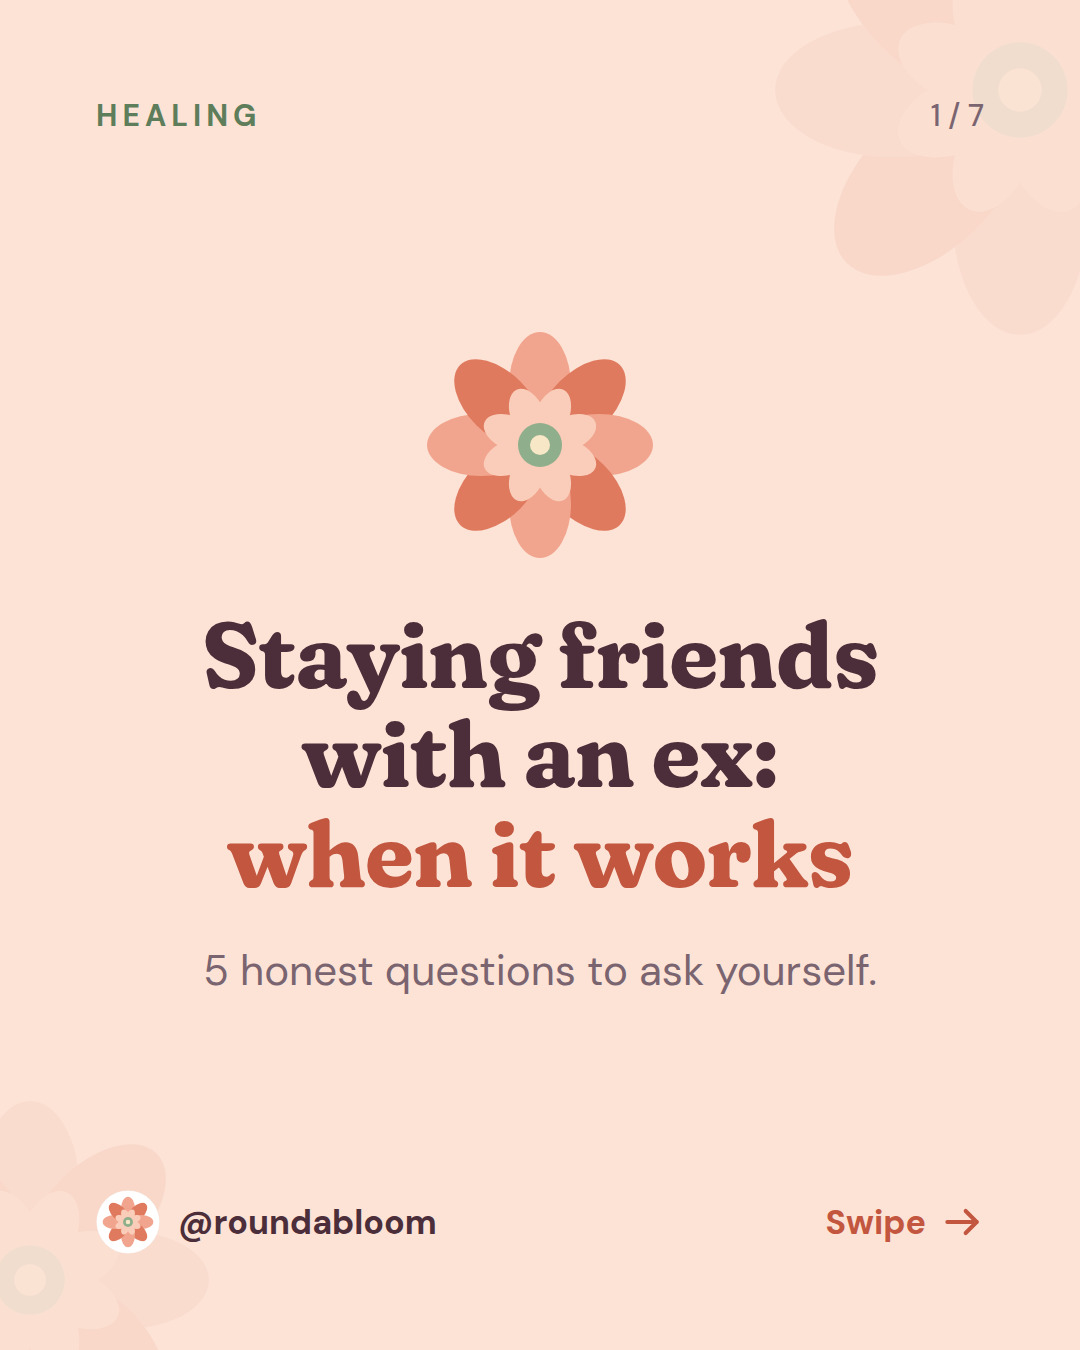 HEALING
1 / 7
Staying friends
with an ex:
when it works
5 honest questions to ask yourself.
@roundabloom
Swipe →